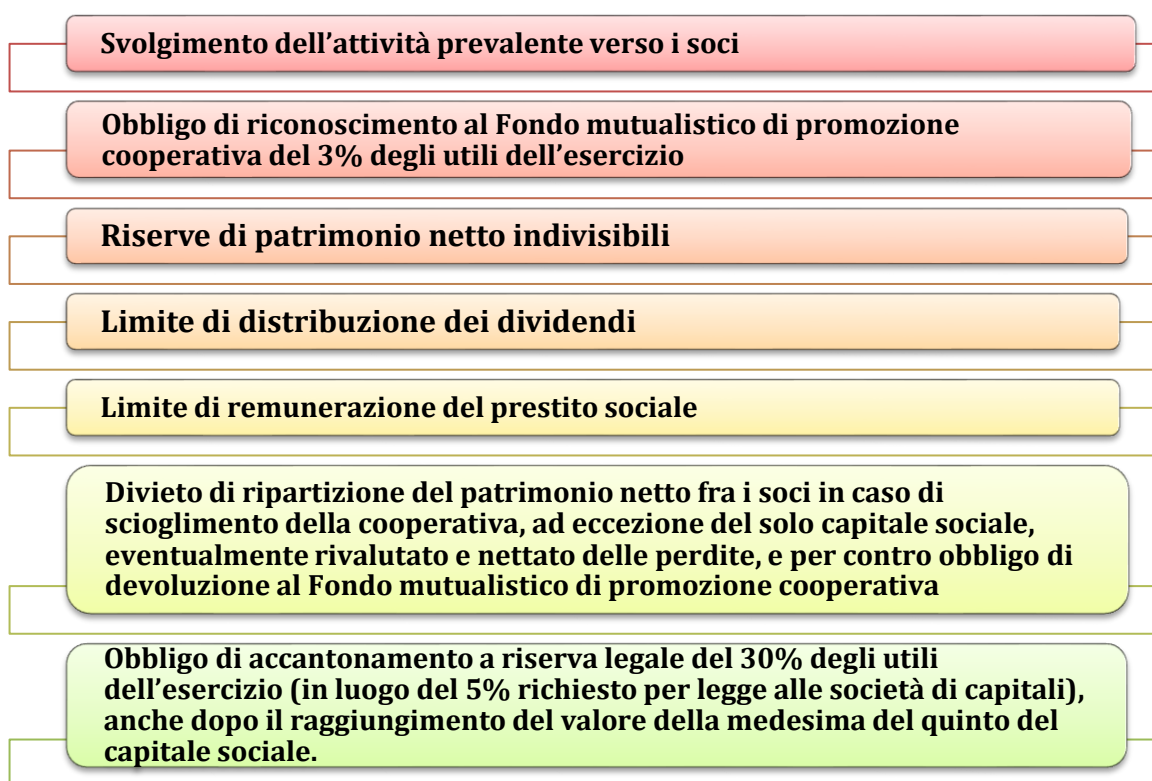 Svolgimento dell’attività prevalente verso i soci
Obbligo di riconoscimento al Fondo mutualistico di promozione
cooperativa del 3% degli utili dell’esercizio
Riserve di patrimonio netto indivisibili
Limite di distribuzione dei dividendi
Limite di remunerazione del prestito sociale
Divieto di ripartizione del patrimonio netto fra i soci in caso di
scioglimento della cooperativa, ad eccezione del solo capitale sociale,
eventualmente rivalutato e nettato delle perdite, e per contro obbligo di
devoluzione al Fondo mutualistico di promozione cooperativa
Obbligo di accantonamento a riserva legale del 30% degli utili
dell’esercizio (in luogo del 5% richiesto per legge alle società di capitali),
anche dopo il raggiungimento del valore della medesima del quinto del
capitale sociale.